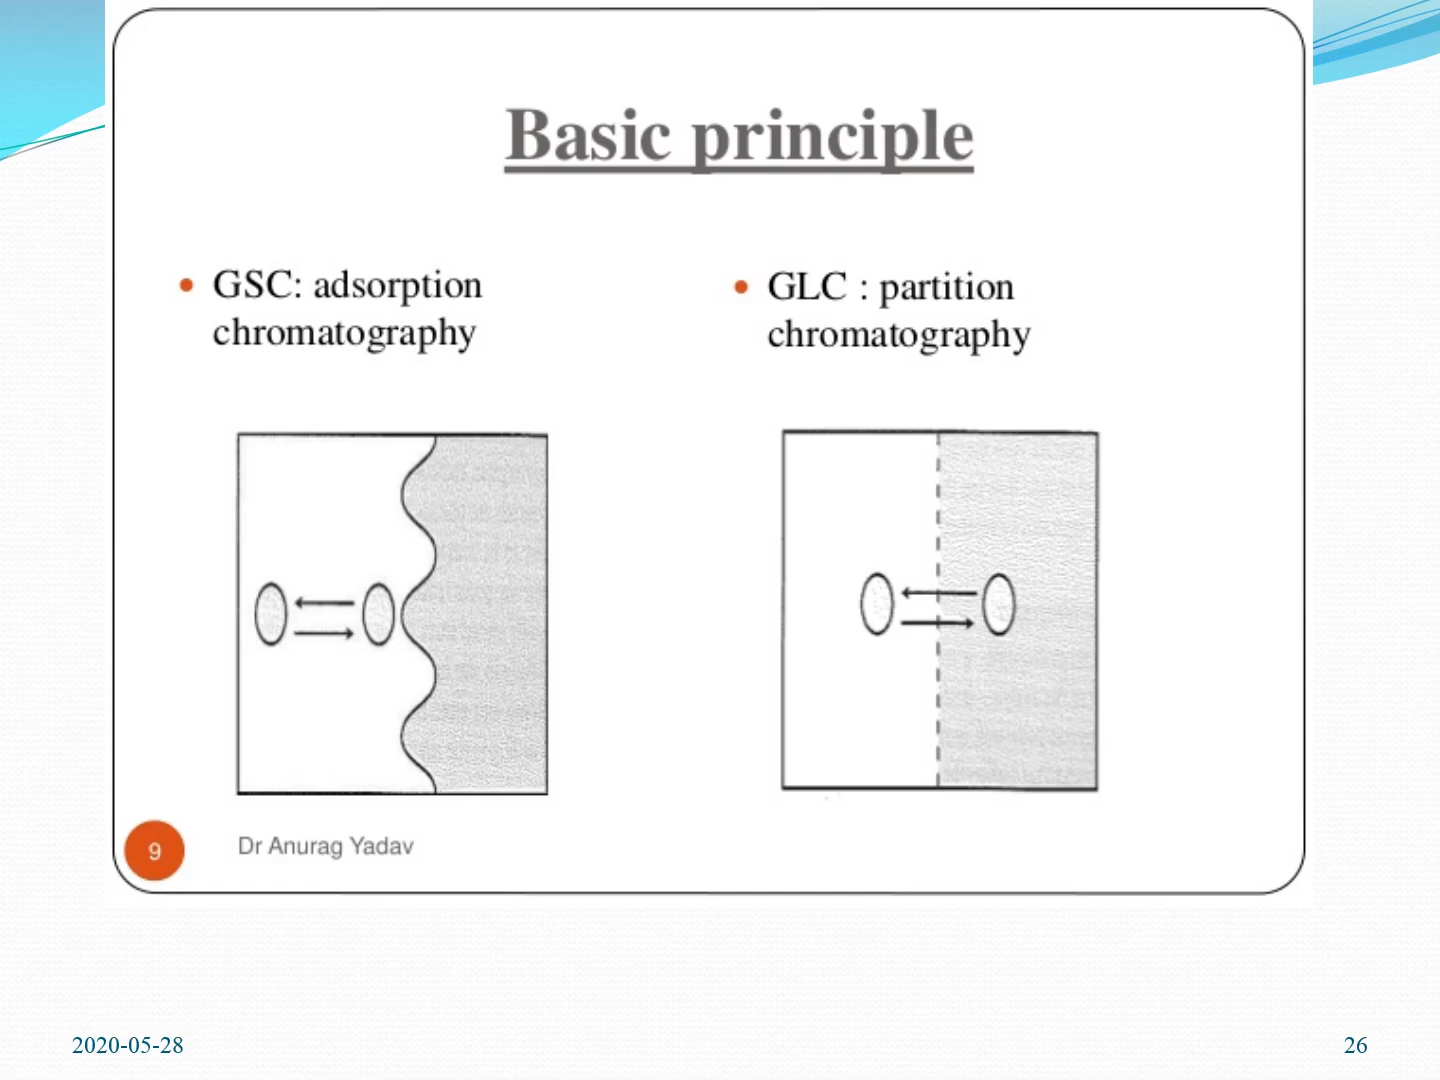 Basic principle
• GSC: adsorption
chromatography
• GLC : partition
chromatography
9
Dr Anurag Yadav
2020-05-28
26